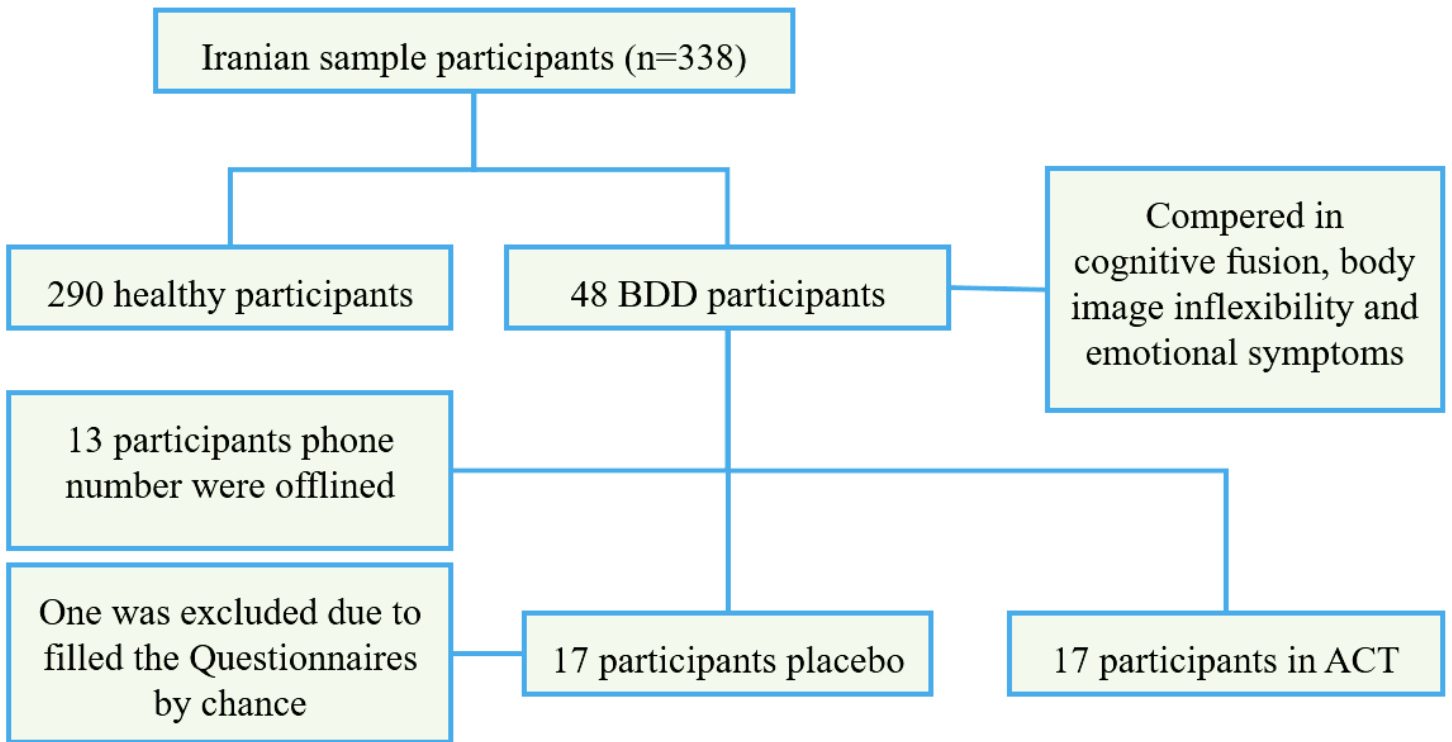 Iranian sample participants (n=338)
290 healthy participants
48 BDD participants
Compered in
cognitive fusion, body
image inflexibility and
emotional symptoms
13 participants phone
number were offlined
One was excluded due to
filled the Questionnaires
by chance
17 participants placebo
17 participants in ACT